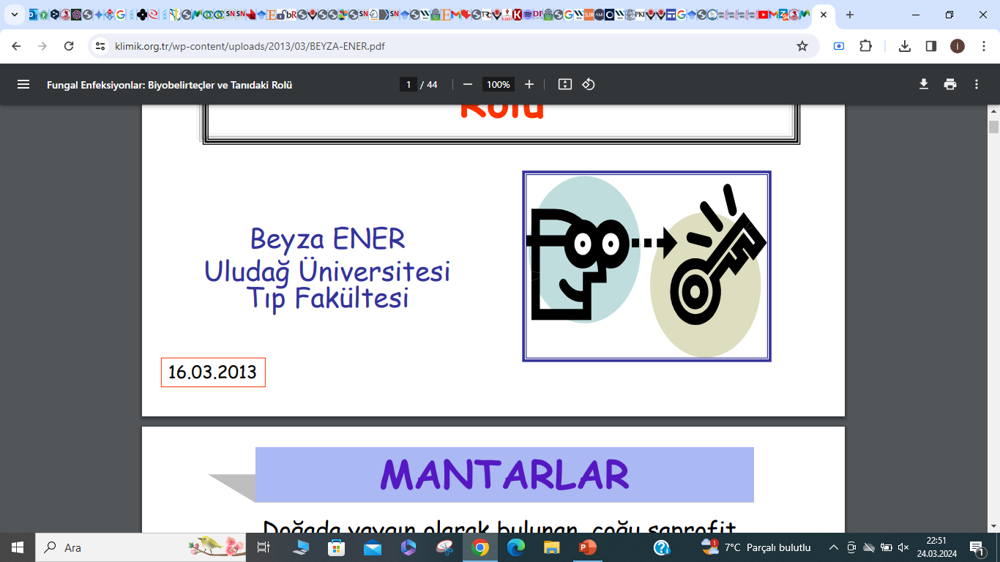 klimik.org.tr/wp-content/uploads/2013/03/BEYZA-ENER.pdf
Fungal Enfeksiyonlar: Biyobelirteçler ve Tanıdaki Rolü
1 / 44
100%
Rolü
Beyza ENER
Uludağ Üniversitesi
Tıp Fakültesi
16.03.2013
MANTARLAR
Doğada yaygın olarak bulunan, çoğu saprofit
Ara
7°C Parçalı bulutlu
22:51
24.03.2024